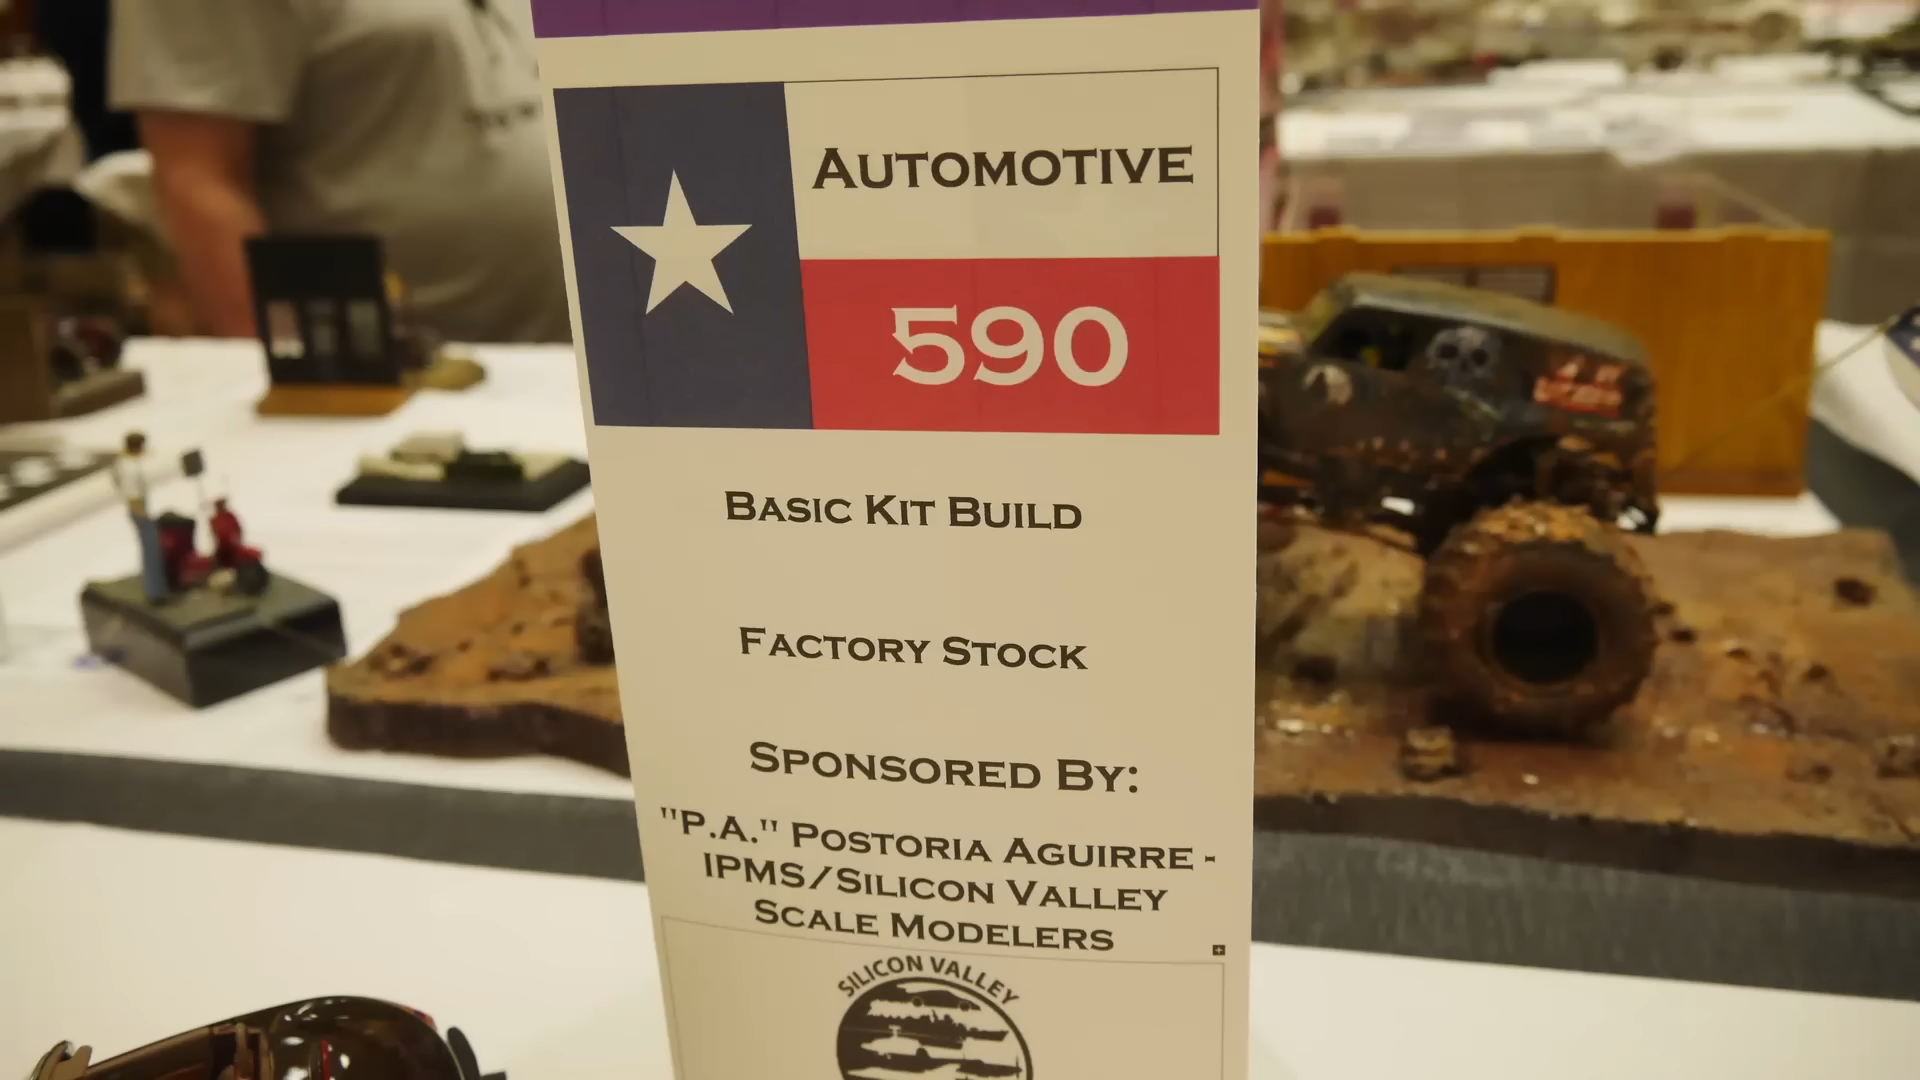 AUTOMOTIVE
590
BASIC KIT BUILD
FACTORY STOCK
SPONSORED BY:
"P.A." POSTORIA AGUIRRE -
IPMS/SILICON VALLEY
SCALE MODELERS
SILICON VALLEY